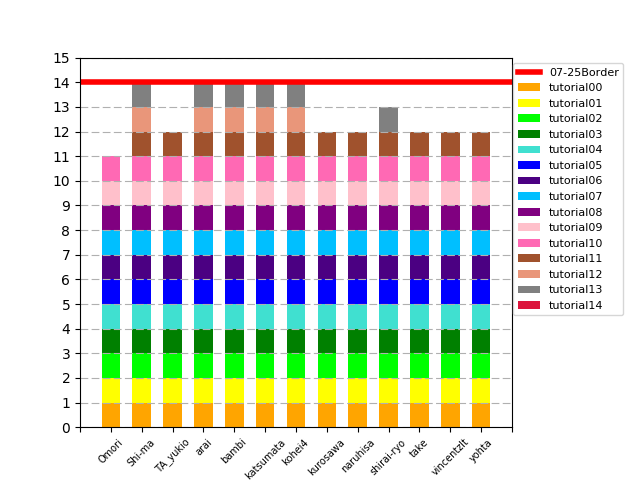 15
14
13
12
11
10
9
8
7
6
5
4
3
2
1
0
Omori
Shi-ma
TA_yukio
arai
bambi
katsumata
kohei4
kurosawa
naruhisa
shirai-ryo
take
vincentzlt
yohta
07-25Border
tutorial00
tutorial01
tutorial02
tutorial03
tutorial04
tutorial05
tutorial06
tutorial07
tutorial08
tutorial09
tutorial10
tutorial11
tutorial12
tutorial13
tutorial14